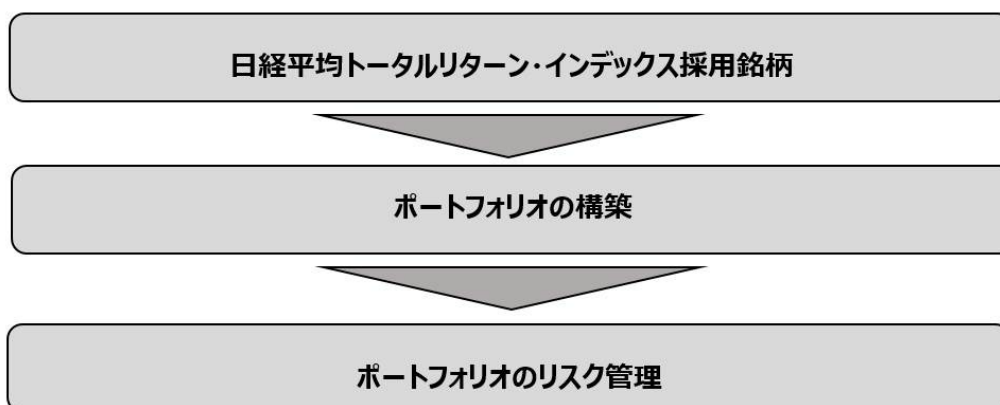 日経平均トータルリターン・インデックス採用銘柄
ポートフォリオの構築
ポートフォリオのリスク管理